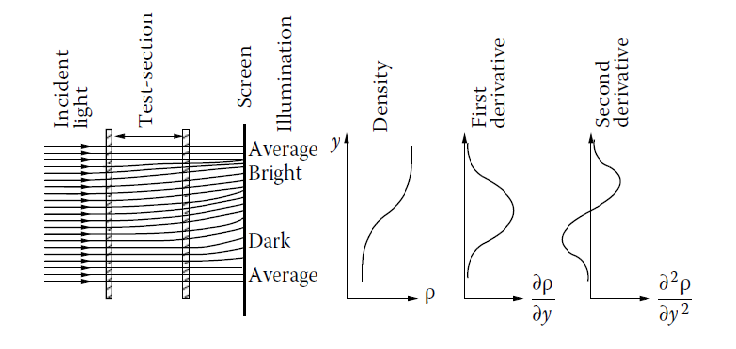 Incident
light
Test-section
Screen
Illumination
Average
Bright
Dark
Average
y
Density
ρ
First
derivative
∂ρ
∂y
Second
derivative
∂²ρ
∂y²